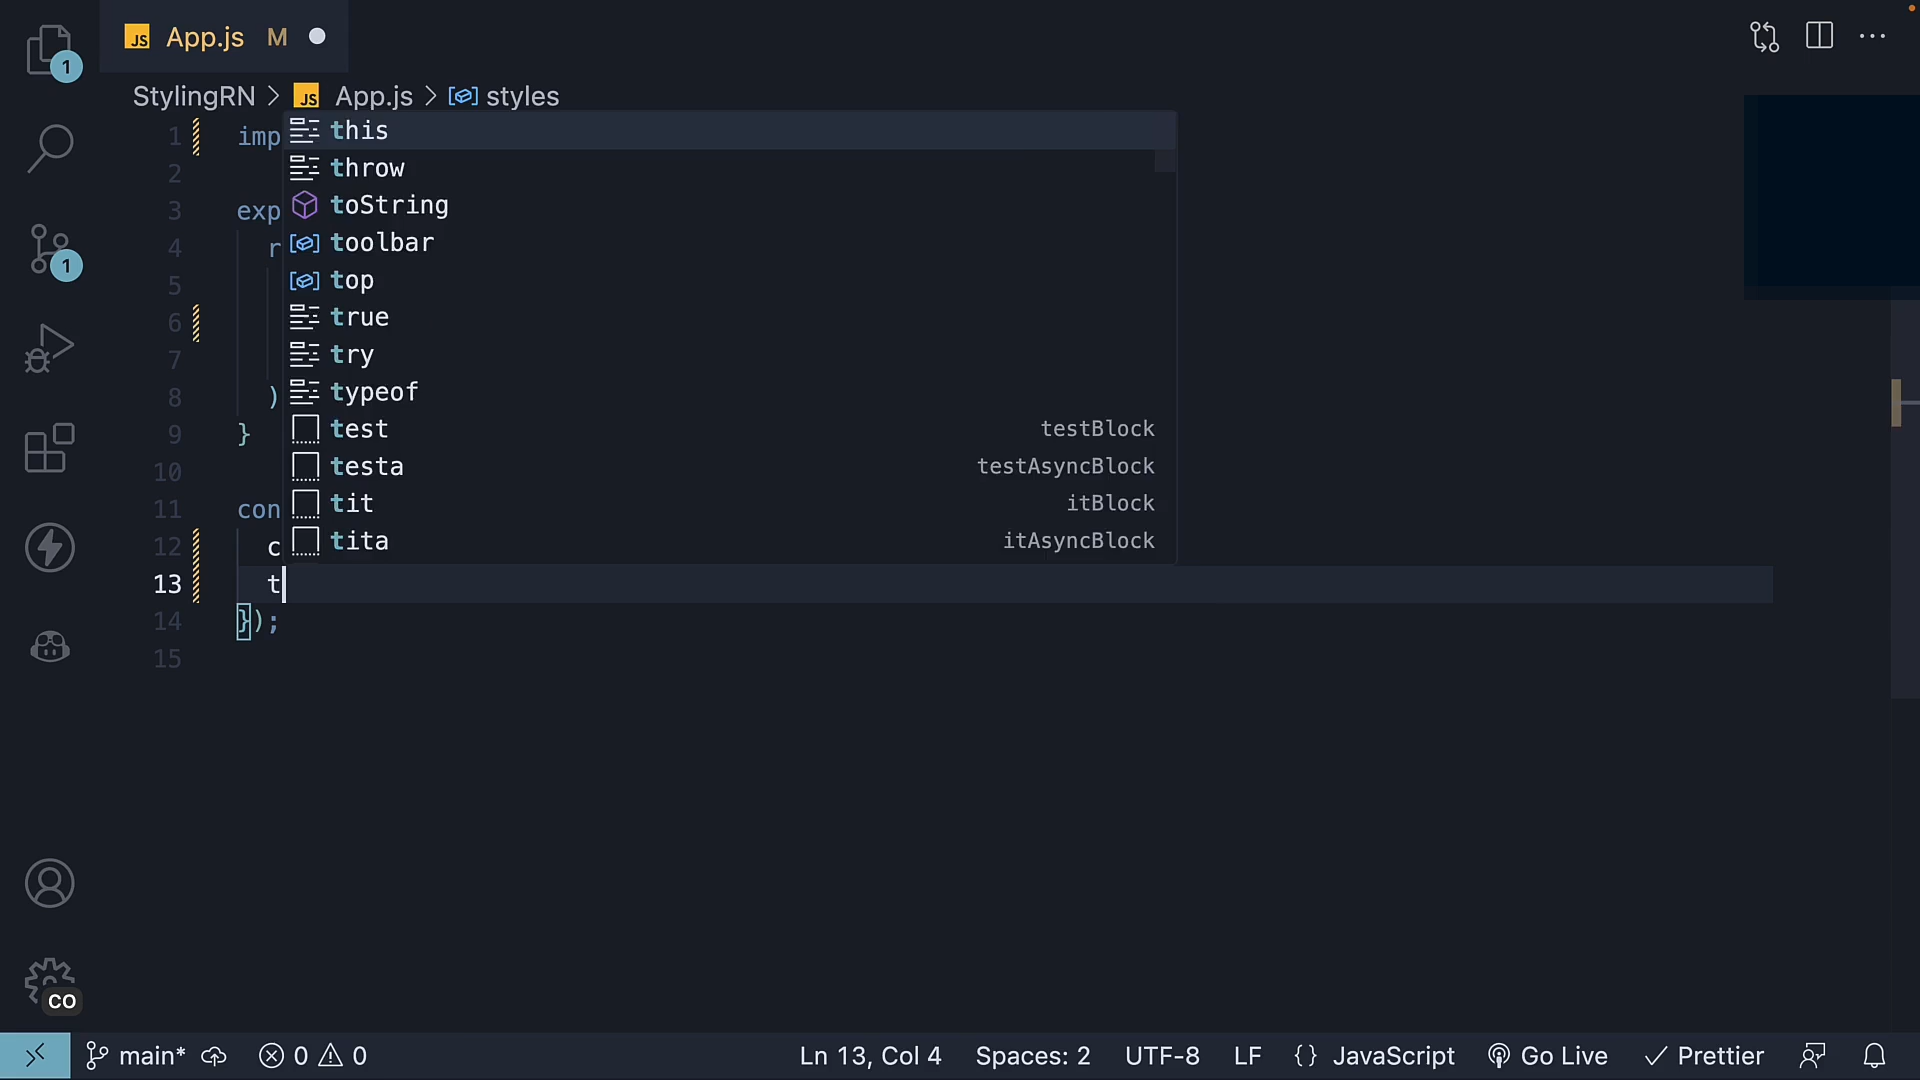 JS App.js M
StylingRN > JS App.js > styles
1 imp
2
3 exp
4 r
5
6
7
8 )
9 }
10
11 con
12 c
13 t
14 });
15
this
throw
toString
toolbar
top
true
try
typeof
test testBlock
testa testAsyncBlock
tit itBlock
tita itAsyncBlock
1
1
CO
main* 0 0 Ln 13, Col 4 Spaces: 2 UTF-8 LF {} JavaScript Go Live Prettier